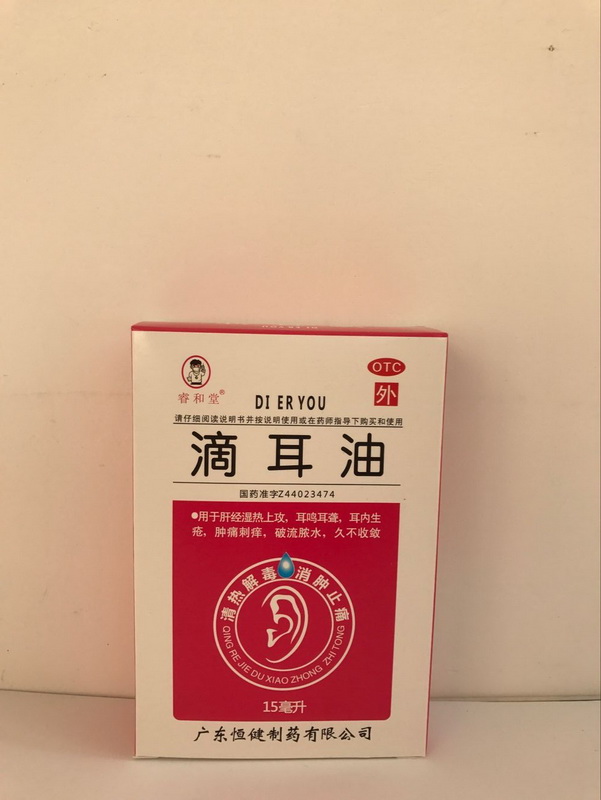 睿和堂®
OTC
外
DI ER YOU
请仔细阅读说明书并按说明使用或在药师指导下购买和使用
滴耳油
国药准字Z44023474
●用于肝经湿热上攻，耳鸣耳聋，耳内生
疮，肿痛刺痒，破流脓水，久不收敛
清热解毒 消肿止痛
QING RE JIE DU XIAO ZHONG ZHI TONG
15毫升
广东恒健制药有限公司